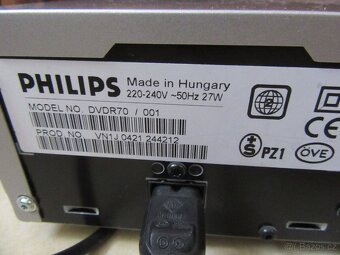 PHILIPS Made in Hungary
220-240V ~50Hz 27W
MODEL NO. DVDR70 / 001
PROD. NO. VN1J 0421 244212
2
CE
S PZ1 ÖVE